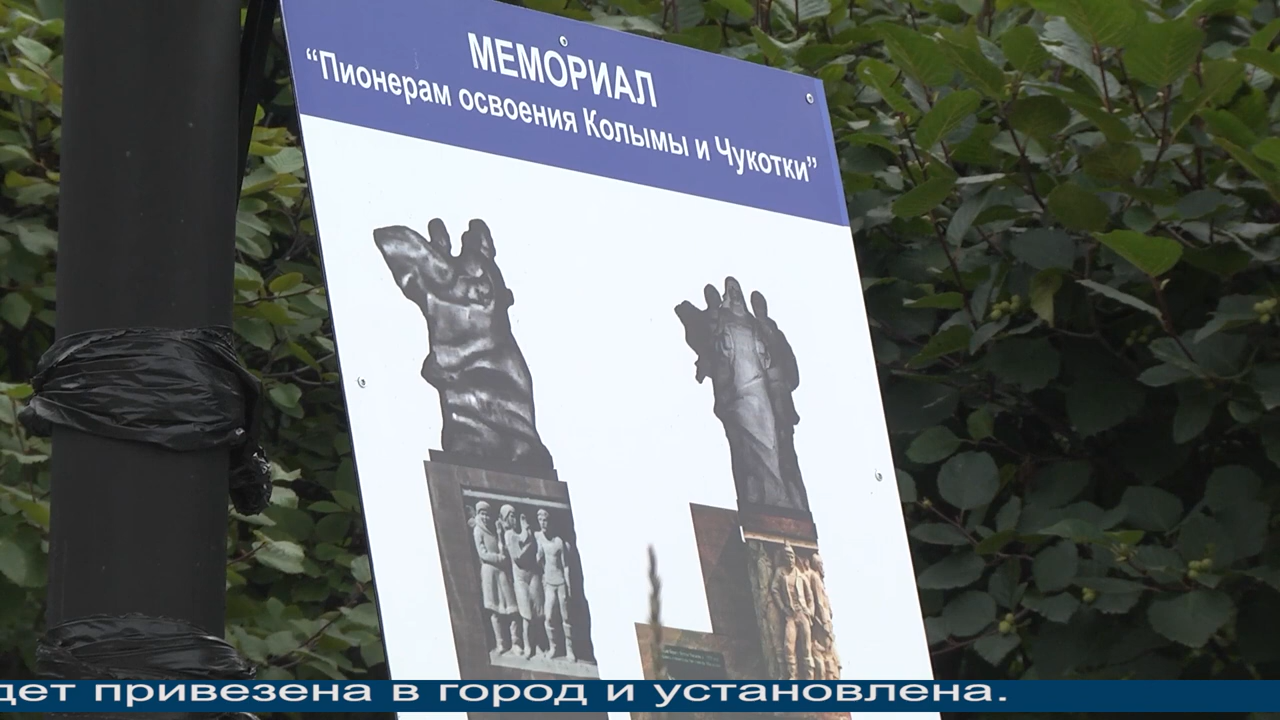 МЕМОРИАЛ
“Пионерам освоения Колымы и Чукотки”
дет привезена в город и установлена.